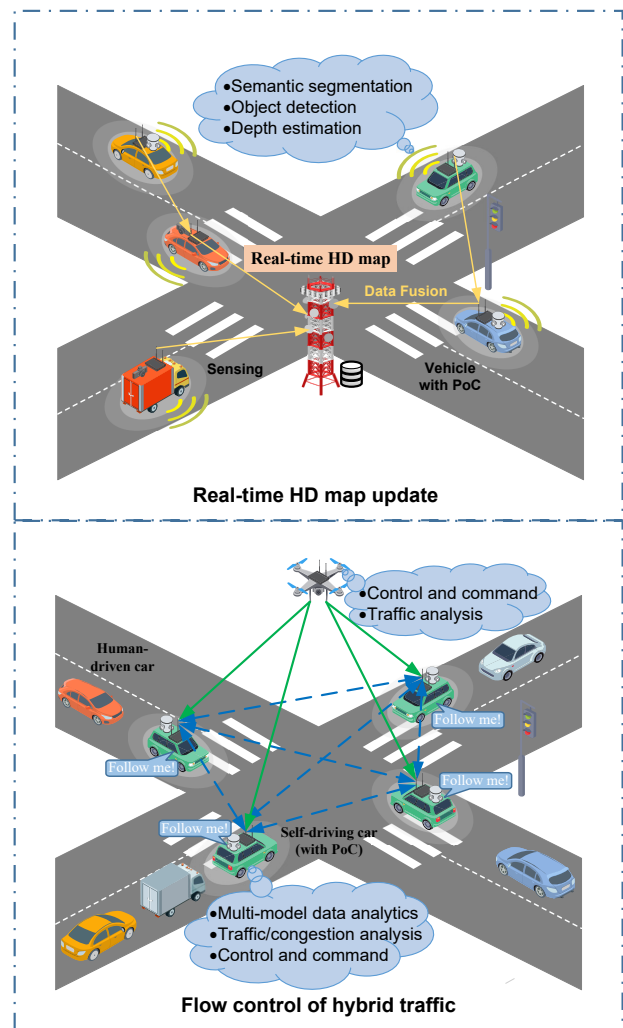 •Semantic segmentation
•Object detection
•Depth estimation
Real-time HD map
Data Fusion
Sensing
Vehicle
with PoC
Real-time HD map update
•Control and command
•Traffic analysis
Human-
driven car
Follow me!
Follow me!
Follow me!
Follow me!
Self-driving car
(with PoC)
•Multi-model data analytics
•Traffic/congestion analysis
•Control and command
Flow control of hybrid traffic